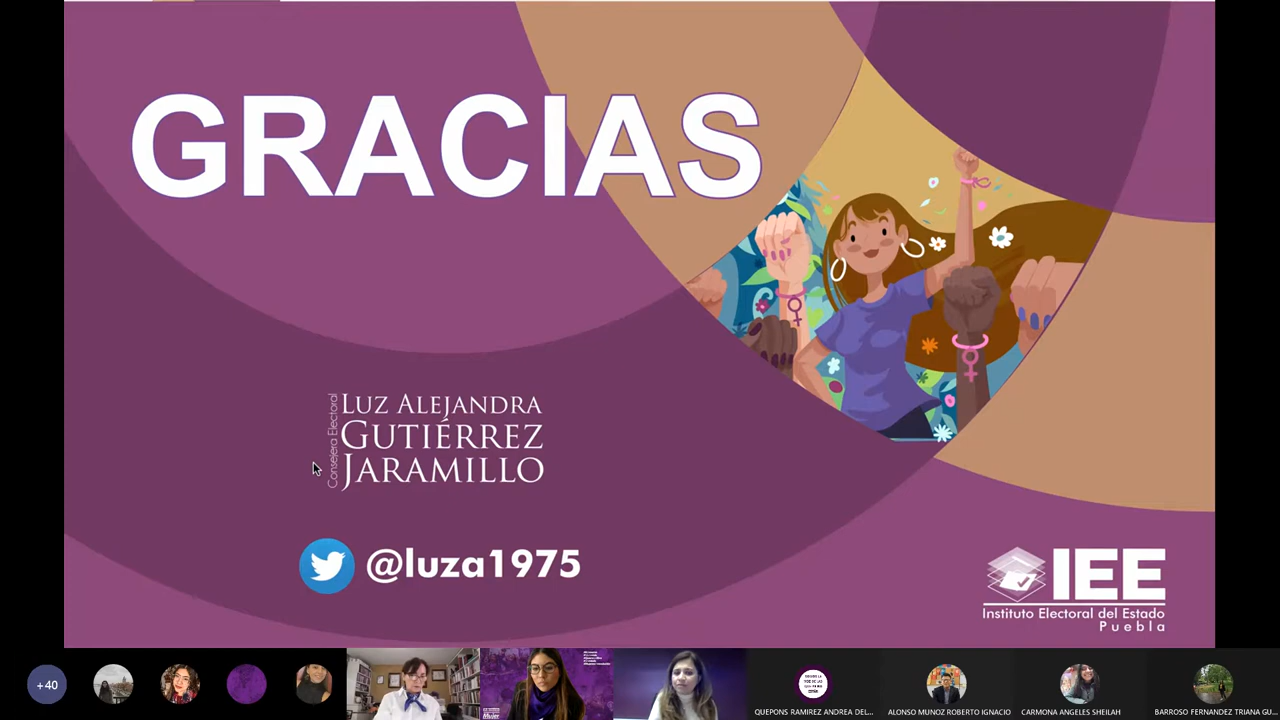 GRACIAS
Consejera Electoral
LUZ ALEJANDRA
GUTIÉRREZ
JARAMILLO
@luza1975
IEE
Instituto Electoral del Estado
Puebla
+40
Mujer
QUEPONS RAMIREZ ANDREA DEL...
ALONSO MUNOZ ROBERTO IGNACIO
CARMONA ANGELES SHEILAH
BARROSO FERNANDEZ TRIANA GU...